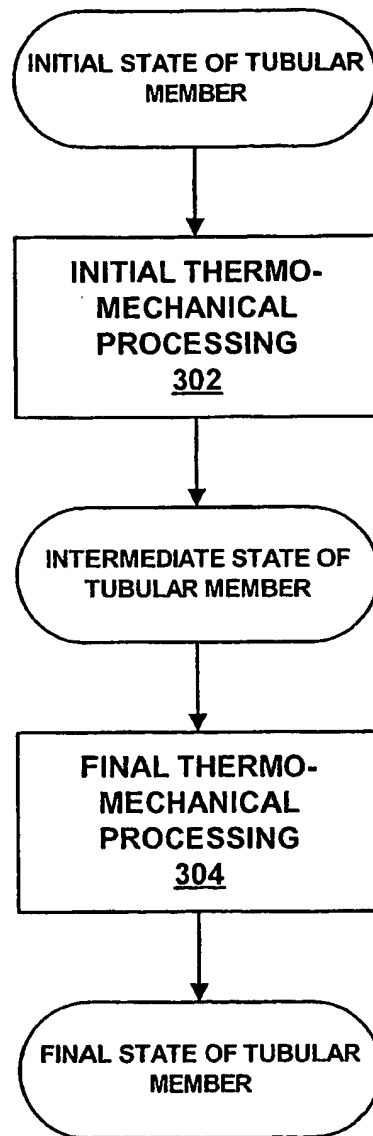 INITIAL STATE OF TUBULAR
MEMBER
INITIAL THERMO-
MECHANICAL
PROCESSING
302
INTERMEDIATE STATE OF
TUBULAR MEMBER
FINAL THERMO-
MECHANICAL
PROCESSING
304
FINAL STATE OF TUBULAR
MEMBER